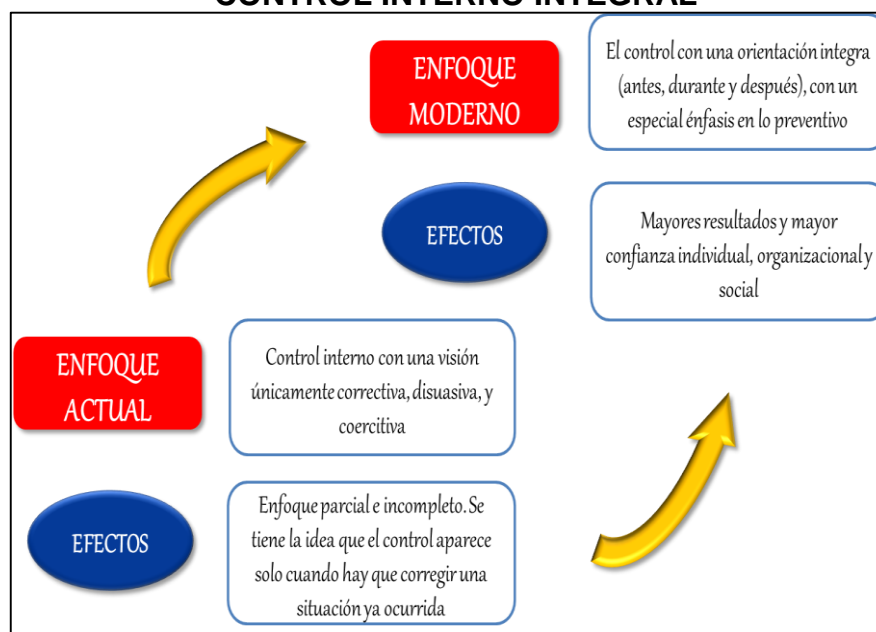 CONTROL INTERNO INTEGRAL
ENFOQUE
MODERNO
El control con una orientación integra
(antes, durante y después), con un
especial énfasis en lo preventivo
EFECTOS
Mayores resultados y mayor
confianza individual, organizacional y
social
ENFOQUE
ACTUAL
Control interno con una visión
únicamente correctiva, disuasiva, y
coercitiva
EFECTOS
Enfoque parcial e incompleto. Se
tiene la idea que el control aparece
solo cuando hay que corregir una
situación ya ocurrida